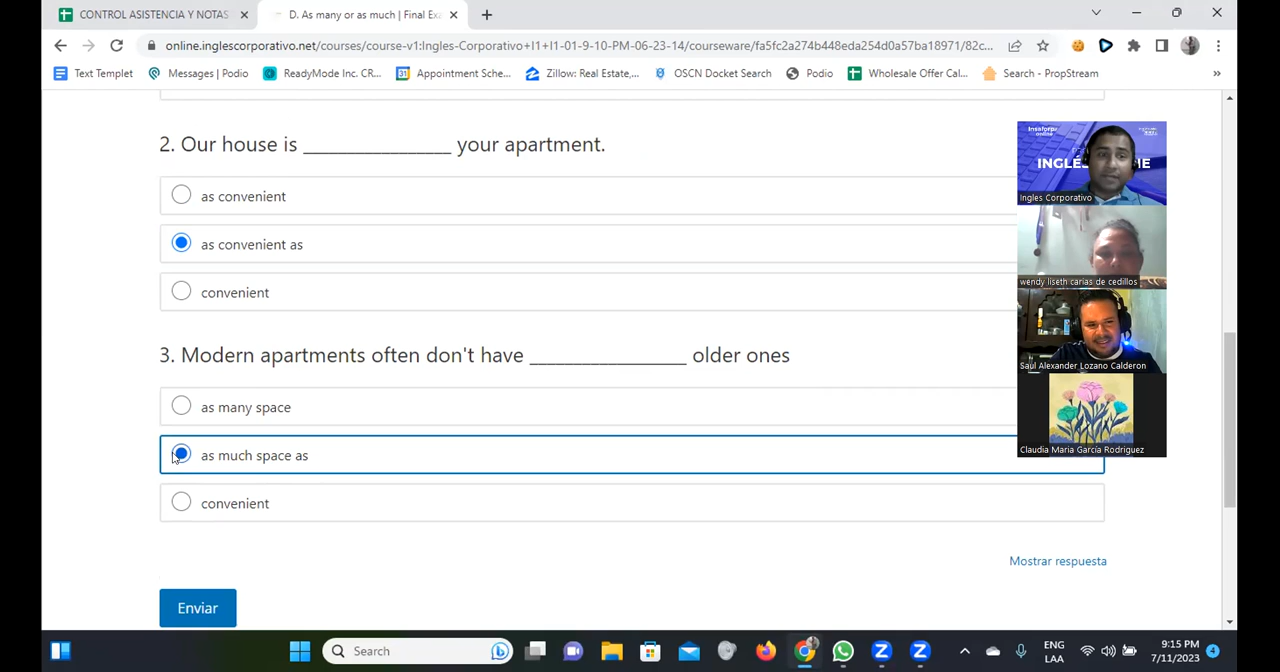 CONTROL ASISTENCIA Y NOTAS
D. As many or as much | Final Exa
online.inglescorporativo.net/courses/course-v1:Ingles-Corporativo+I1+I1-01-9-10-PM-06-23-14/courseware/fa5fc2a274b448eda254d0a57ba18971/82c...
Text Templet
Messages | Podio
ReadyMode Inc. CR...
Appointment Sche...
Zillow: Real Estate,...
OSCN Docket Search
Podio
Wholesale Offer Cal...
Search - PropStream
»
2. Our house is ________________ your apartment.
as convenient
as convenient as
convenient
3. Modern apartments often don't have _________________ older ones
as many space
as much space as
convenient
Mostrar respuesta
Enviar
Ingles Corporativo
wendy liseth carias de cedillos
Saul Alexander Lozano Calderon
Claudia Maria García Rodriguez
Search
ENG
LAA
9:15 PM
7/11/2023
4